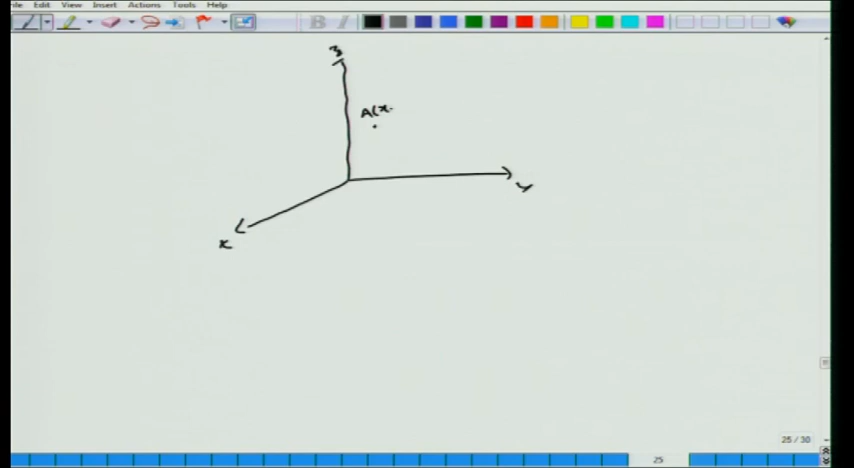 File Edit View Insert Actions Tools Help
B I
z
A(x.
y
x
25 / 30
25